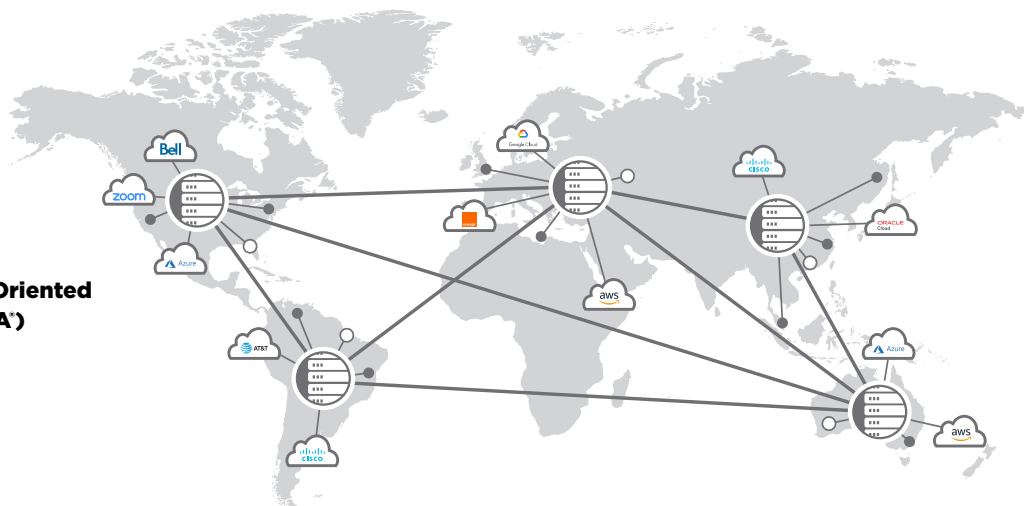 Google Cloud
Bell
cisco
zoom
orange
ORACLE
Cloud
Azure
Oriented
A®)
aws
AT&T
Azure
aws
cisco